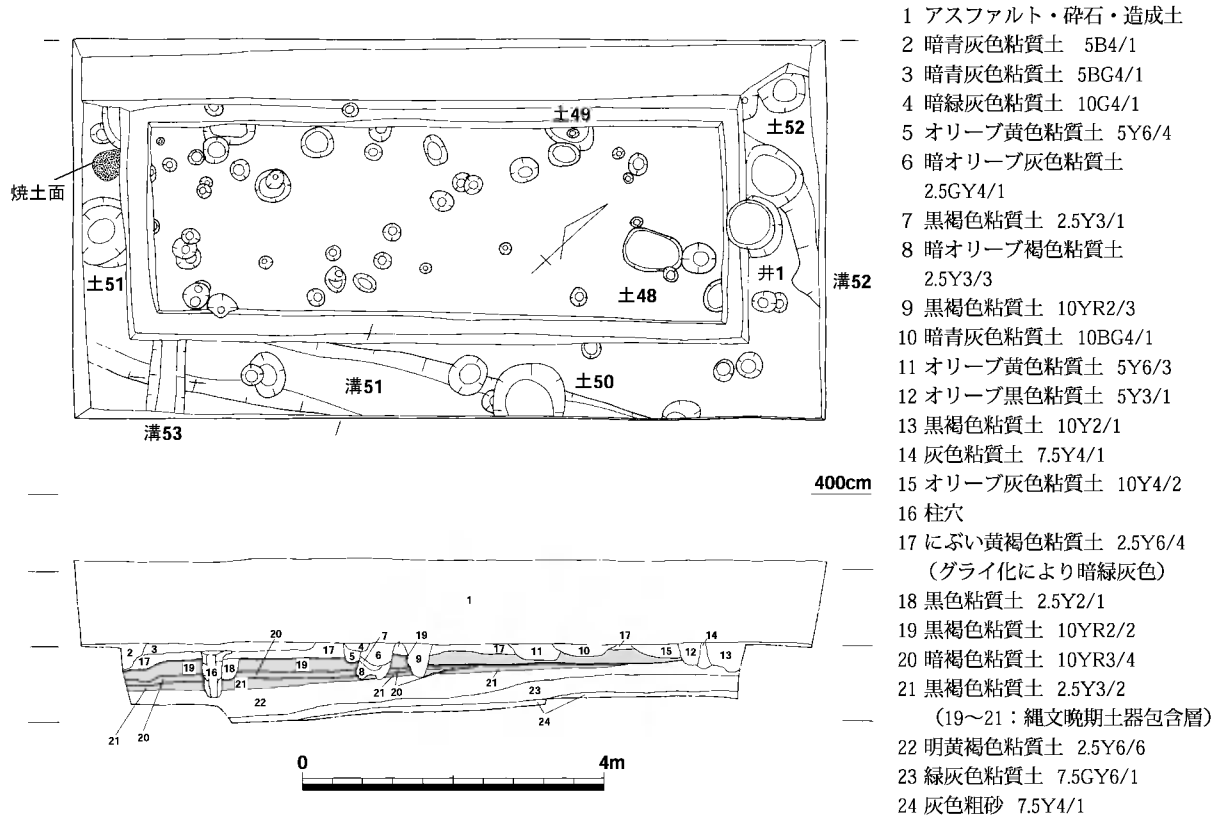 土49
土52
焼土面
井1
土51
土48
溝52
溝51
土50
溝53
400cm
1
20
7
19
17
14
2
3
17
4
5
6
17
11
10
15
12
13
19
16
18
19
8
9
21
20
21
21
22
23
24
21
20
0
4m
1 アスファルト・砕石・造成土
2 暗青灰色粘質土 5B4/1
3 暗青灰色粘質土 5BG4/1
4 暗緑灰色粘質土 10G4/1
5 オリーブ黄色粘質土 5Y6/4
6 暗オリーブ灰色粘質土
2.5GY4/1
7 黒褐色粘質土 2.5Y3/1
8 暗オリーブ褐色粘質土
2.5Y3/3
9 黒褐色粘質土 10YR2/3
10 暗青灰色粘質土 10BG4/1
11 オリーブ黄色粘質土 5Y6/3
12 オリーブ黒色粘質土 5Y3/1
13 黒褐色粘質土 10Y2/1
14 灰色粘質土 7.5Y4/1
15 オリーブ灰色粘質土 10Y4/2
16 柱穴
17 にぶい黄褐色粘質土 2.5Y6/4
(グライ化により暗緑灰色)
18 黒色粘質土 2.5Y2/1
19 黒褐色粘質土 10YR2/2
20 暗褐色粘質土 10YR3/4
21 黒褐色粘質土 2.5Y3/2
(19〜21:縄文晩期土器包含層)
22 明黄褐色粘質土 2.5Y6/6
23 緑灰色粘質土 7.5GY6/1
24 灰色粗砂 7.5Y4/1